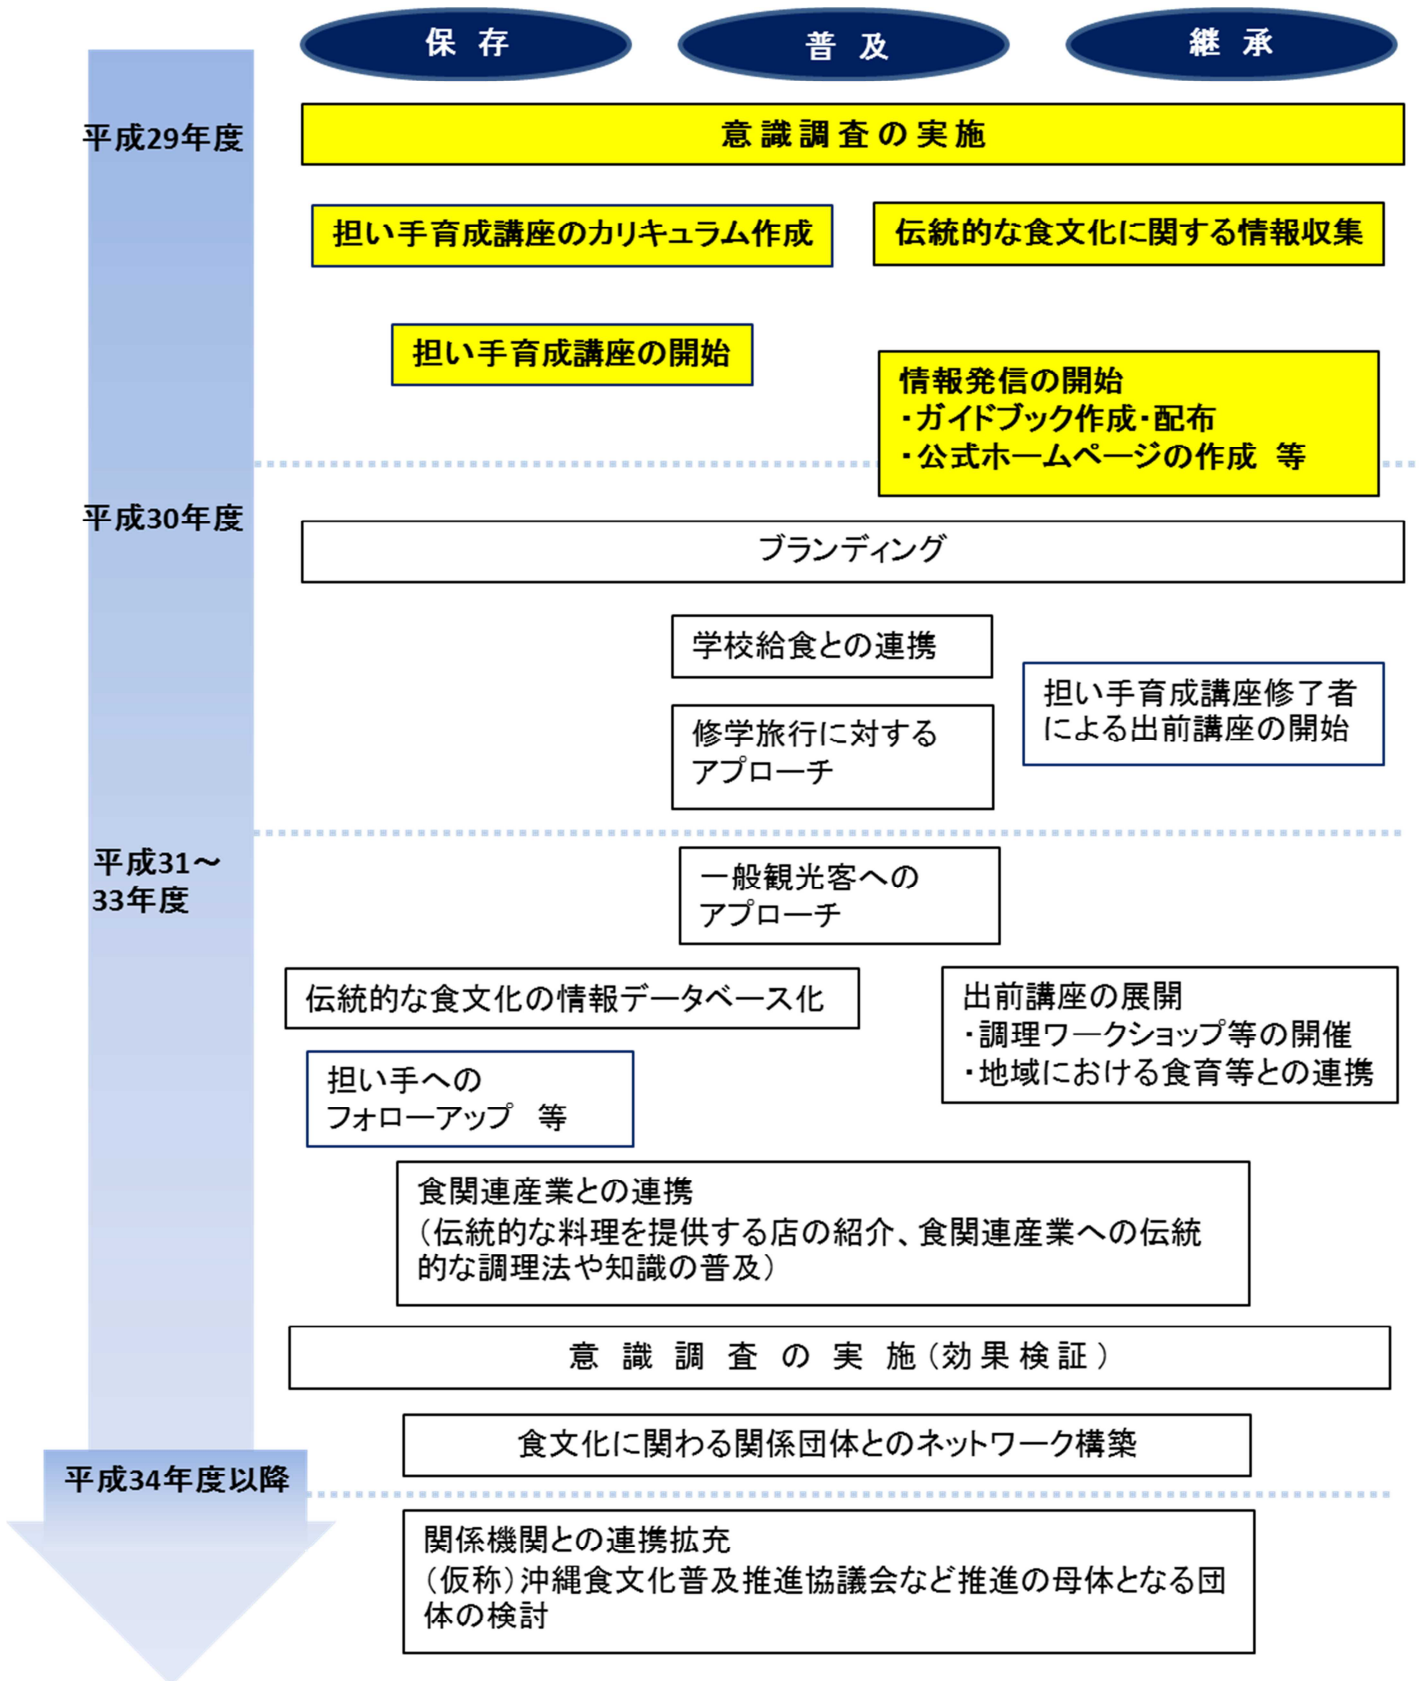 保 存
普 及
継 承
平成29年度
意識調査の実施
担い手育成講座のカリキュラム作成
伝統的な食文化に関する情報収集
担い手育成講座の開始
情報発信の開始
・ガイドブック作成・配布
・公式ホームページの作成 等
平成30年度
ブランディング
学校給食との連携
担い手育成講座修了者
による出前講座の開始
修学旅行に対する
アプローチ
平成31～
33年度
一般観光客への
アプローチ
伝統的な食文化の情報データベース化
出前講座の展開
・調理ワークショップ等の開催
・地域における食育等との連携
担い手への
フォローアップ 等
食関連産業との連携
（伝統的な料理を提供する店の紹介、食関連産業への伝統
的な調理法や知識の普及）
意 識 調 査 の 実 施（効果検証）
食文化に関わる関係団体とのネットワーク構築
平成34年度以降
関係機関との連携拡充
（仮称）沖縄食文化普及推進協議会など推進の母体となる団
体の検討